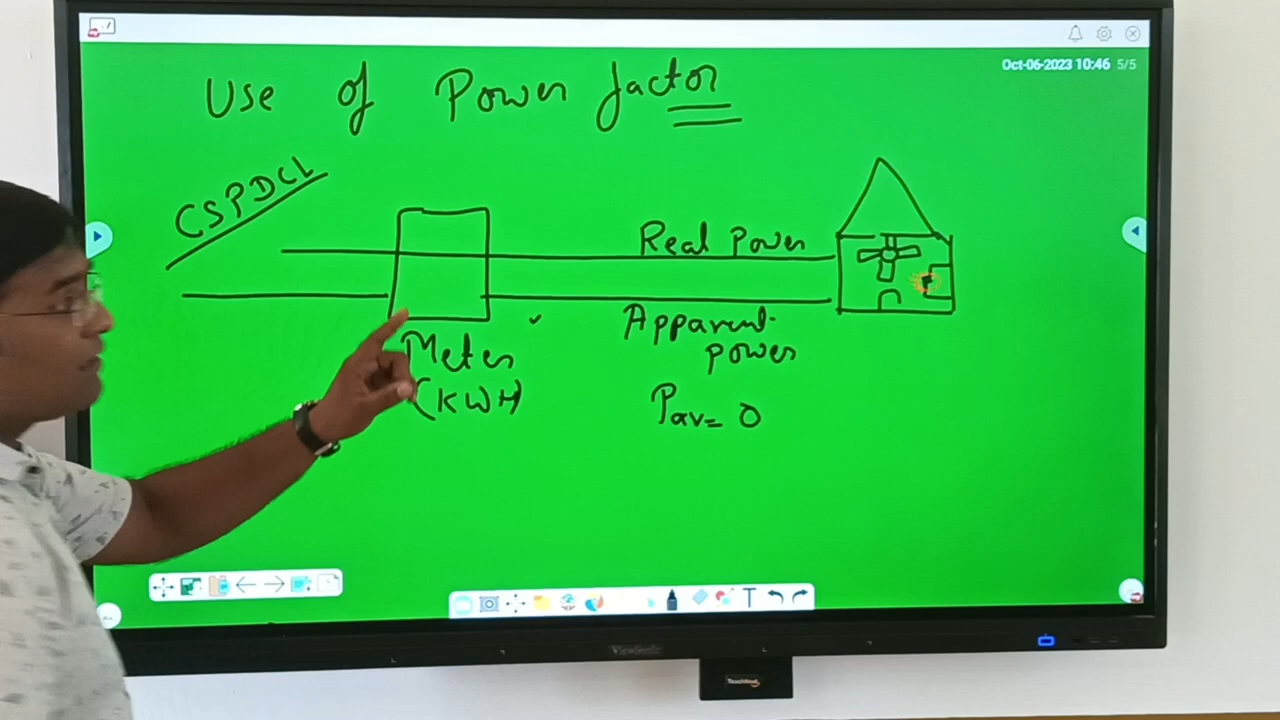 Oct-06-2023 10:46 5/5
Use of Power factor
CSPDCL
Real Power
Apparent
power
Meter
(KWH)
Pav= 0
ViewSonic